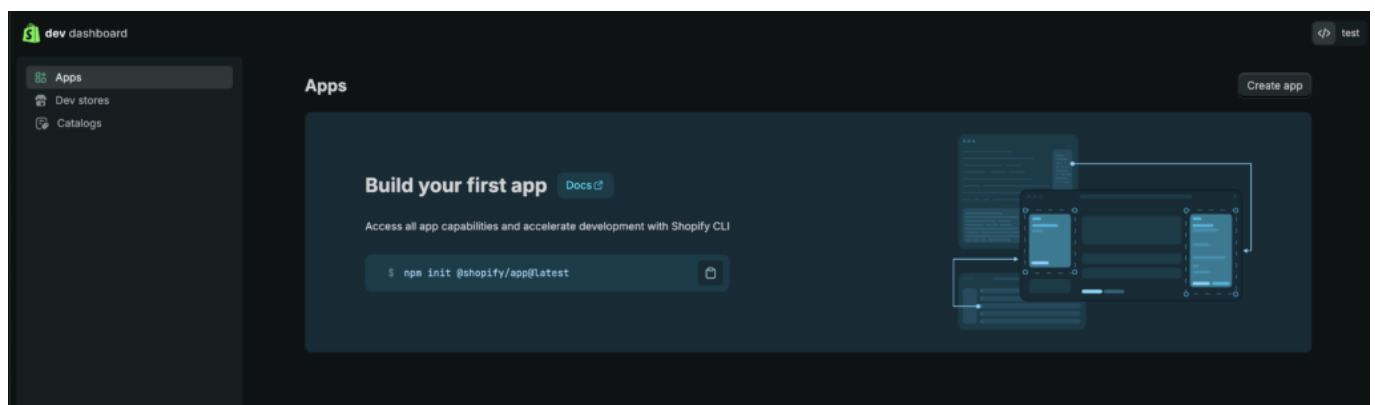 dev dashboard
</> test
Apps
Dev stores
Catalogs
Apps
Create app
Build your first app
Docs
Access all app capabilities and accelerate development with Shopify CLI
$ npm init @shopify/app@latest